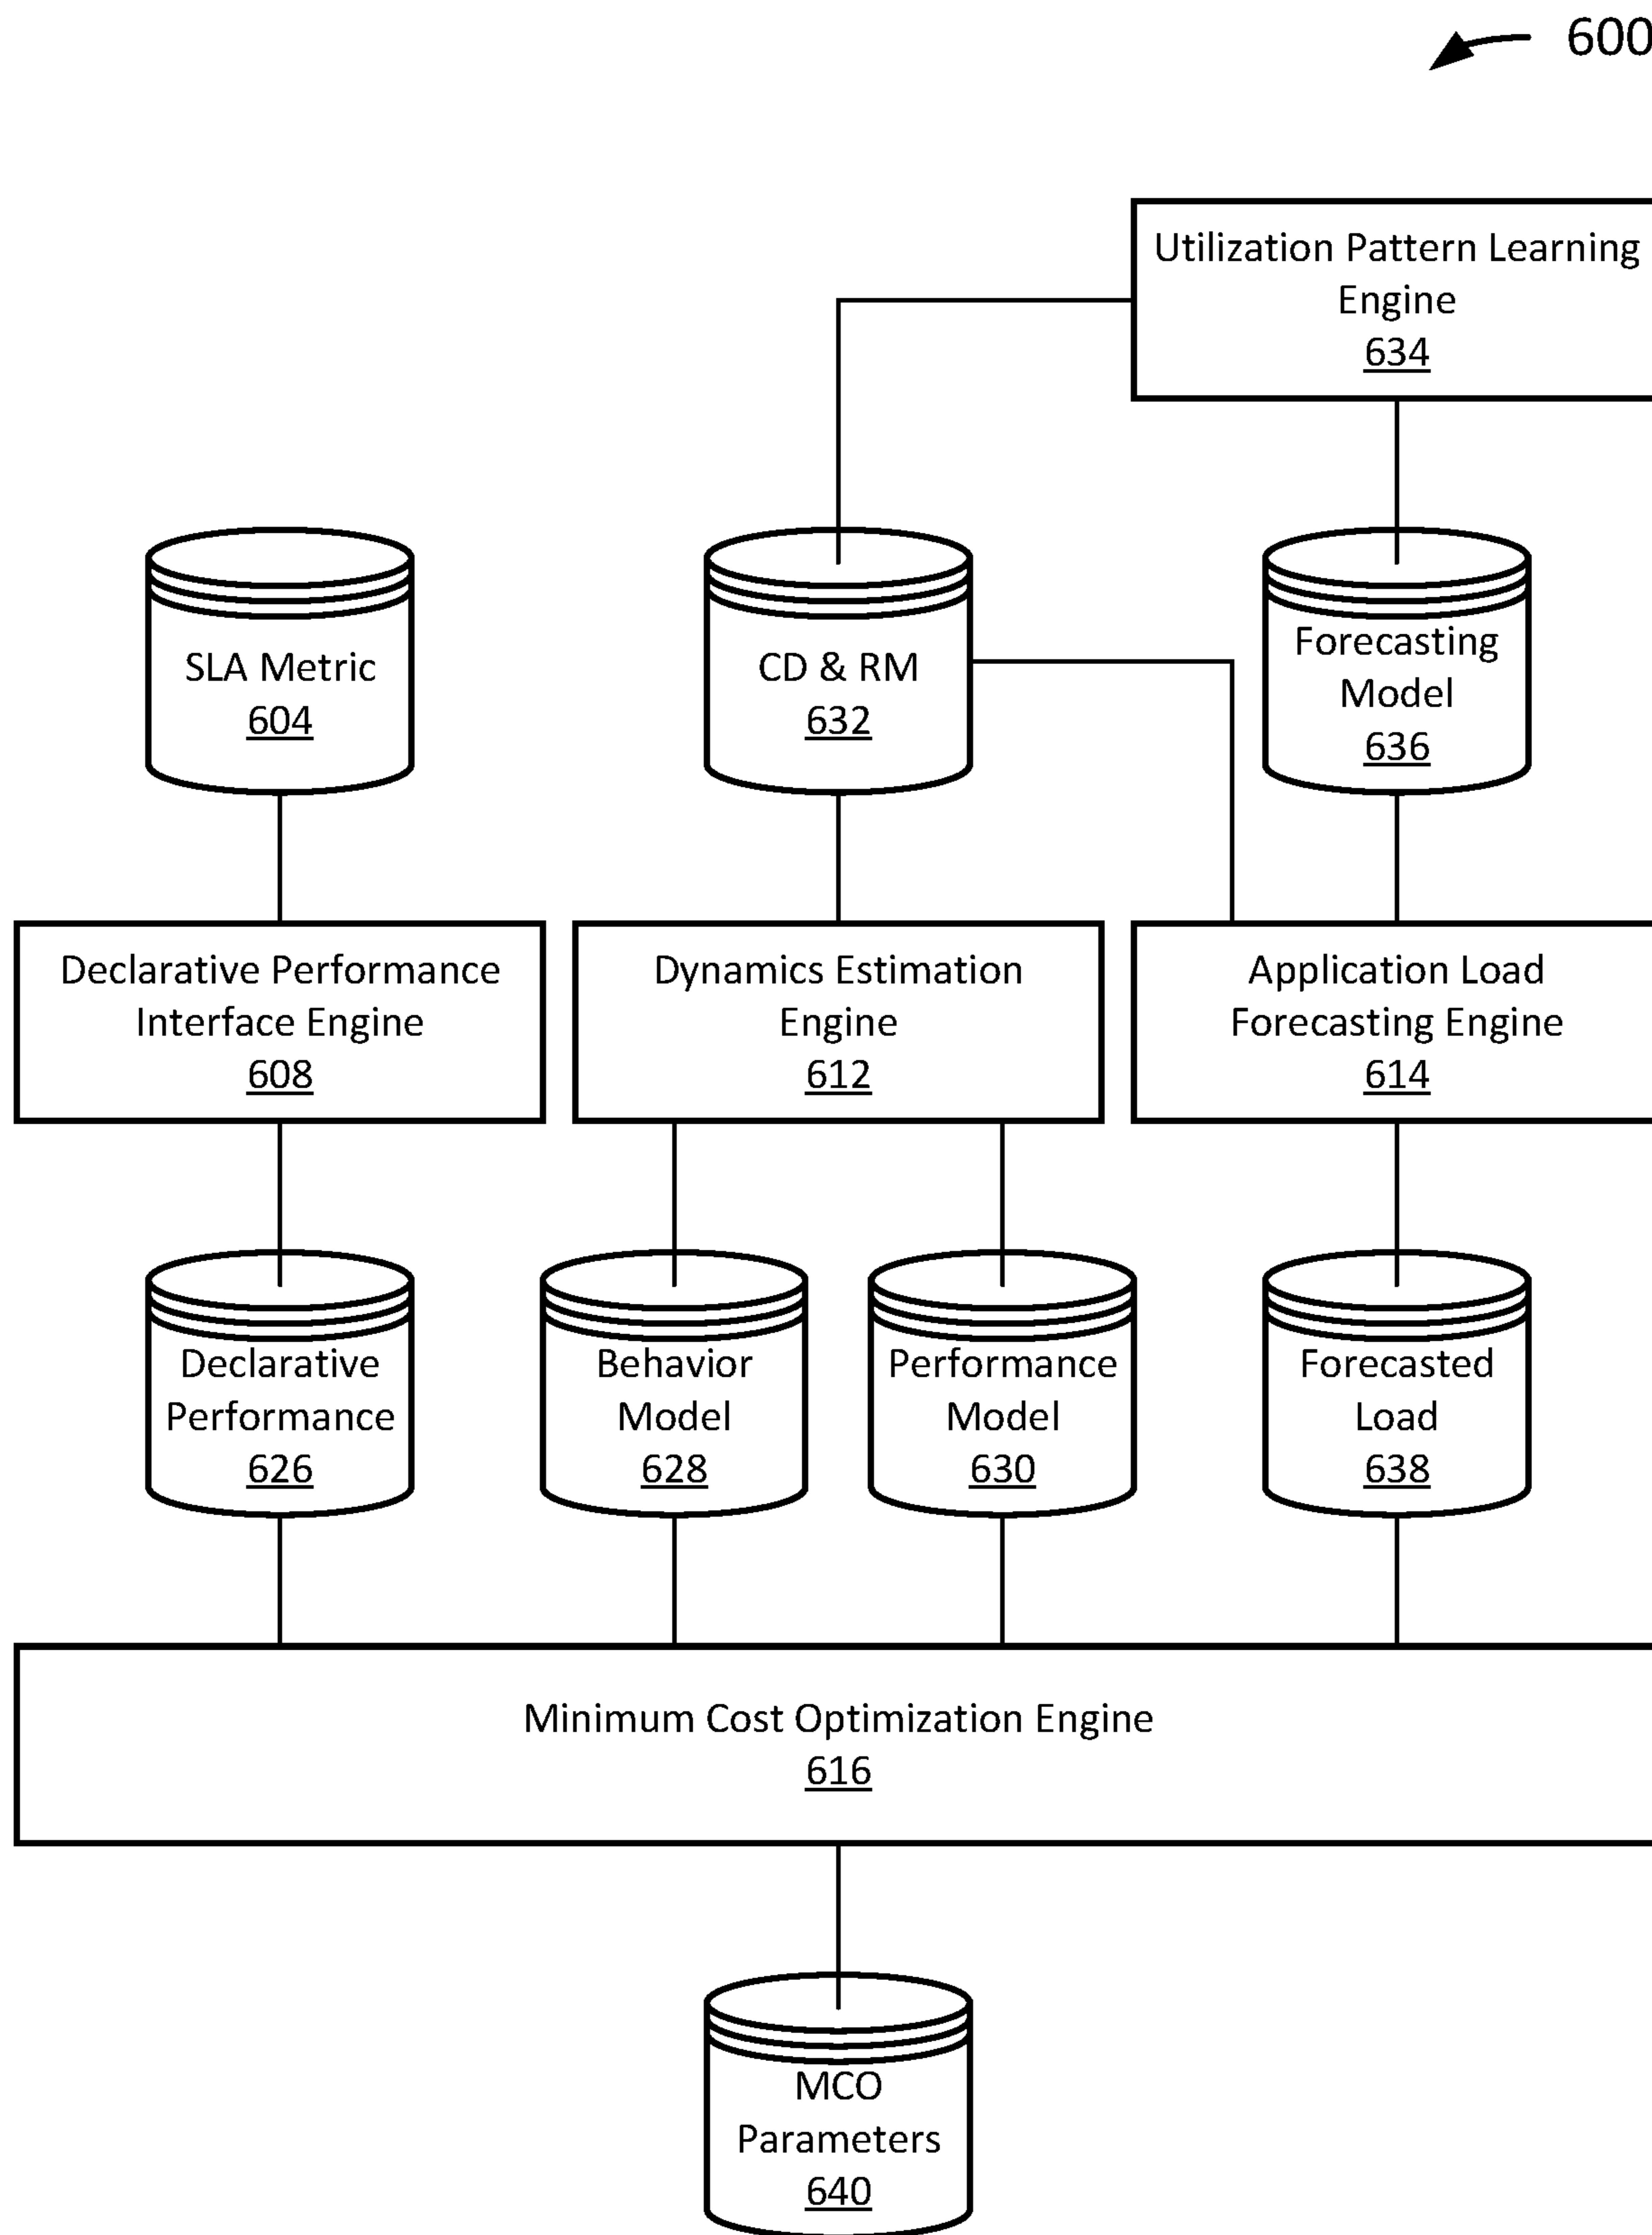 600
Utilization Pattern Learning
Engine
634
SLA Metric
604
CD & RM
632
Forecasting
Model
636
Declarative Performance
Interface Engine
608
Dynamics Estimation
Engine
612
Application Load
Forecasting Engine
614
Declarative
Performance
626
Behavior
Model
628
Performance
Model
630
Forecasted
Load
638
Minimum Cost Optimization Engine
616
MCO
Parameters
640